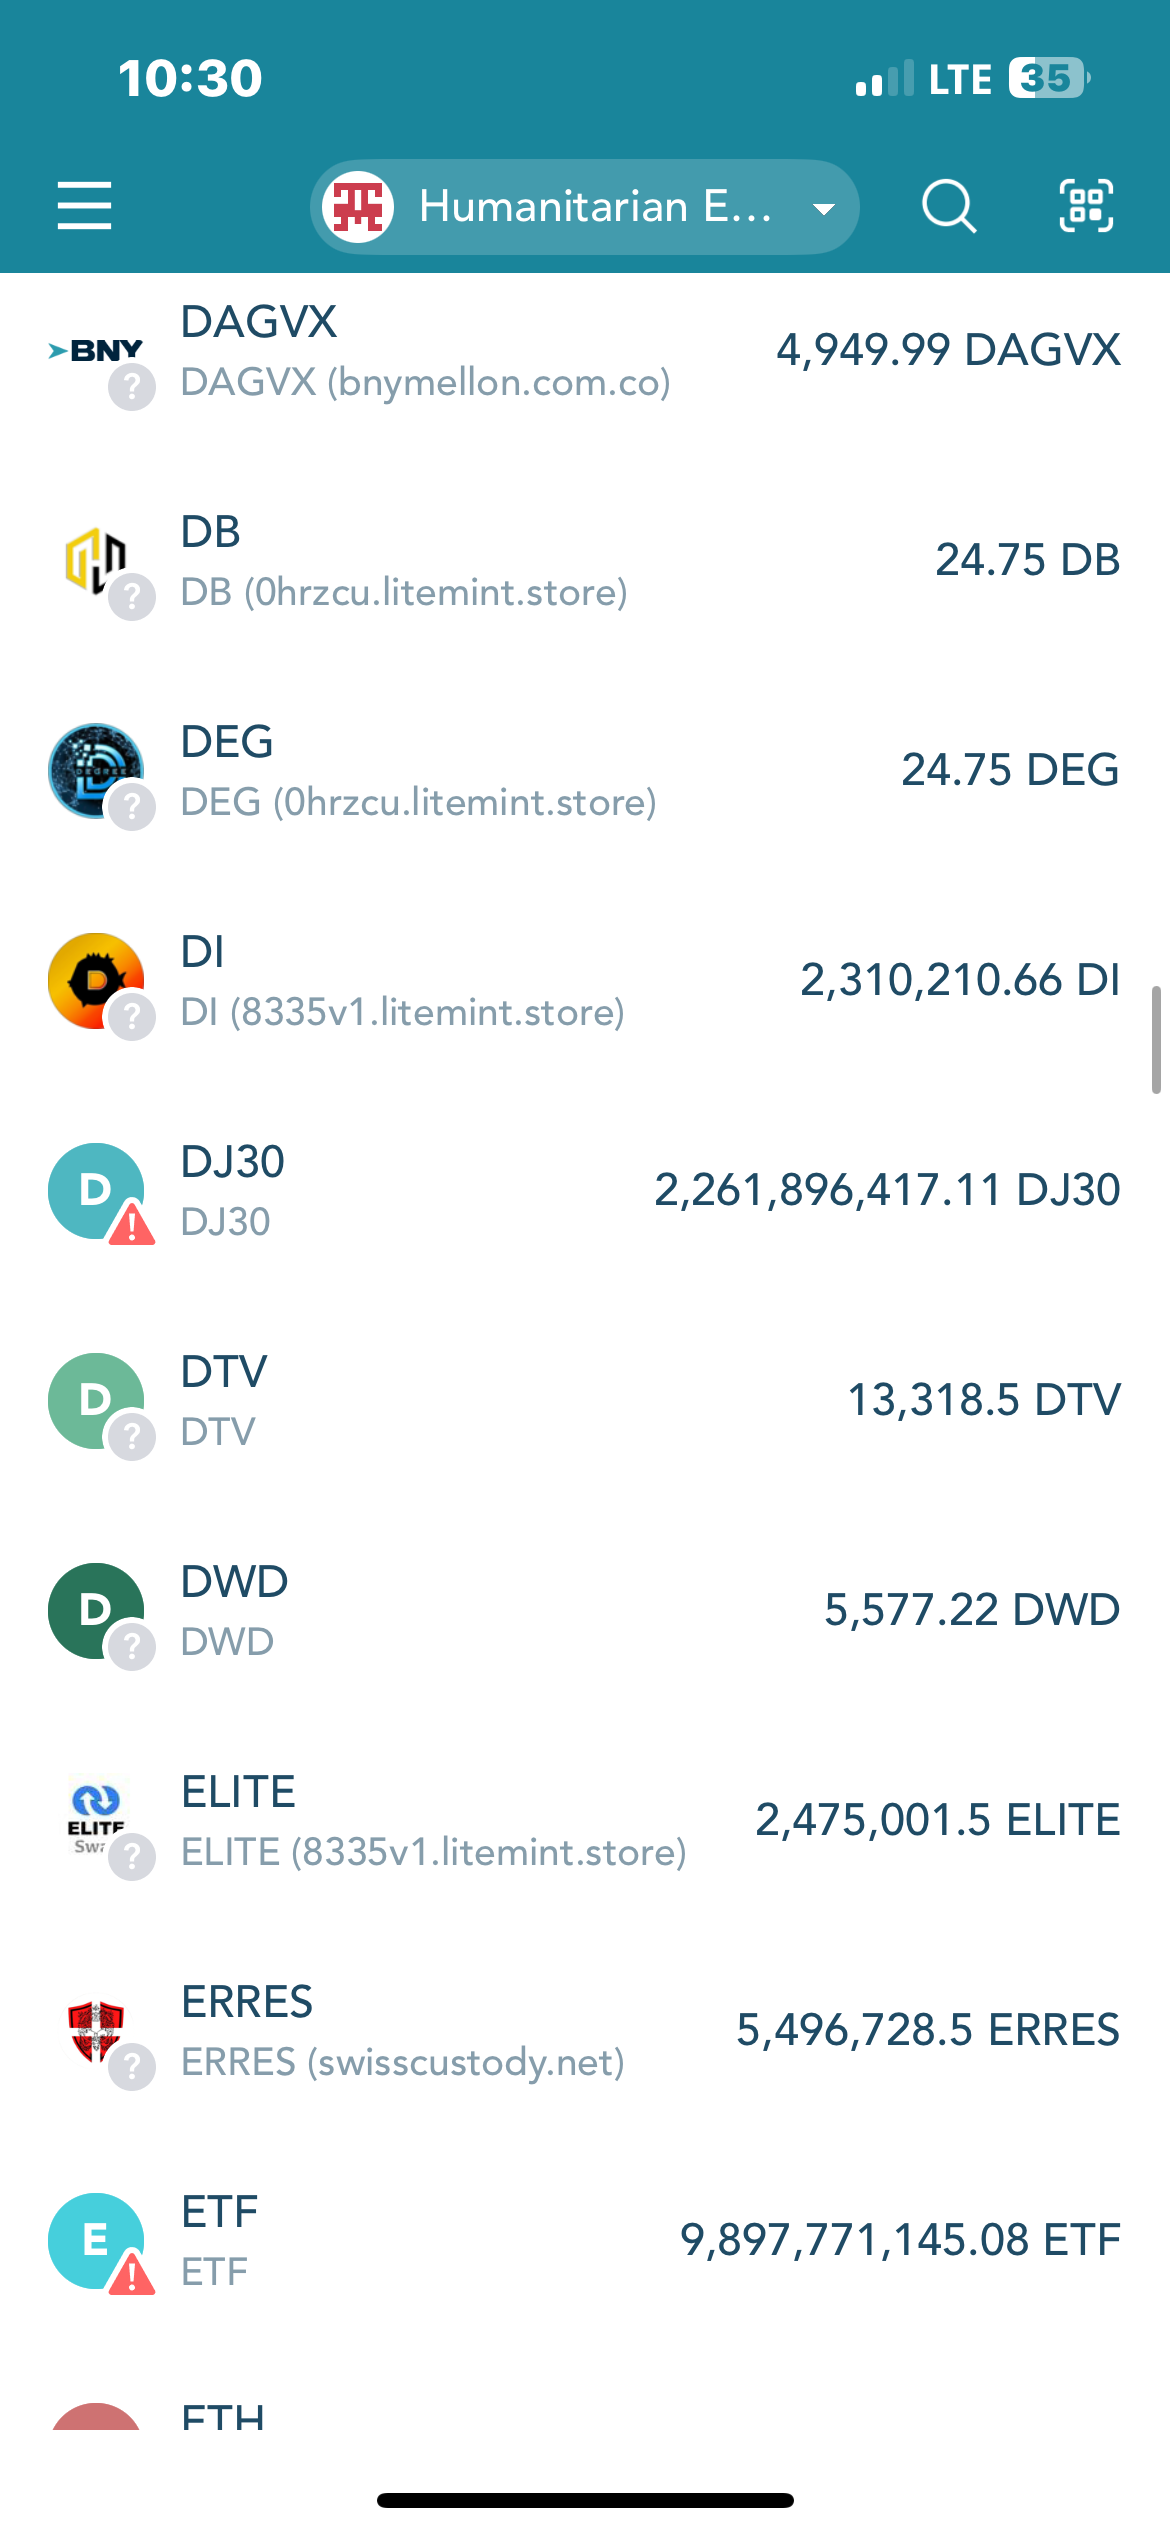 10:30
LTE 35
Humanitarian E...
BNY
DAGVX
DAGVX (bnymellon.com.co)
4,949.99 DAGVX
DB
DB (0hrzcu.litemint.store)
24.75 DB
DEGREE
DEG
DEG (0hrzcu.litemint.store)
24.75 DEG
D
DI
DI (8335v1.litemint.store)
2,310,210.66 DI
D
DJ30
DJ30
2,261,896,417.11 DJ30
D
DTV
DTV
13,318.5 DTV
D
DWD
DWD
5,577.22 DWD
ELITE
Swa
ELITE
ELITE (8335v1.litemint.store)
2,475,001.5 ELITE
ERRES
ERRES (swisscustody.net)
5,496,728.5 ERRES
E
ETF
ETF
9,897,771,145.08 ETF
ETH